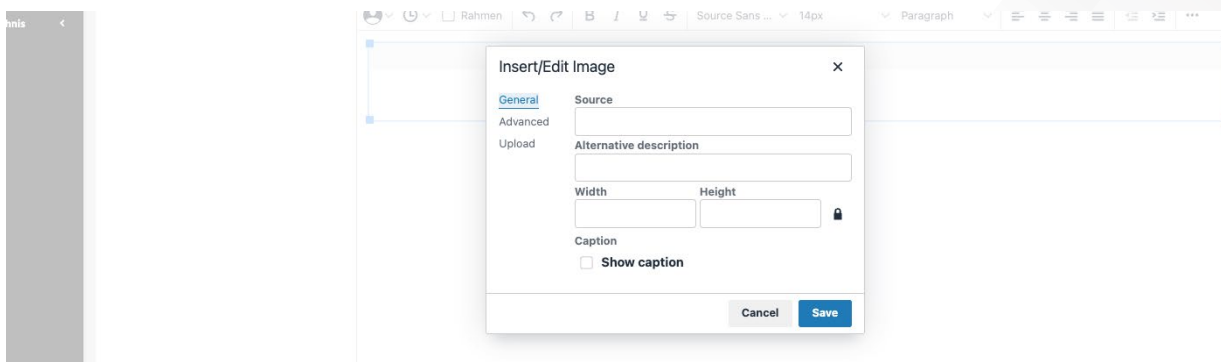 hnis
Rahmen B I U S Source Sans ... 14px Paragraph
Insert/Edit Image
General
Source
Advanced
Upload
Alternative description
Width Height
Caption
Show caption
Cancel Save